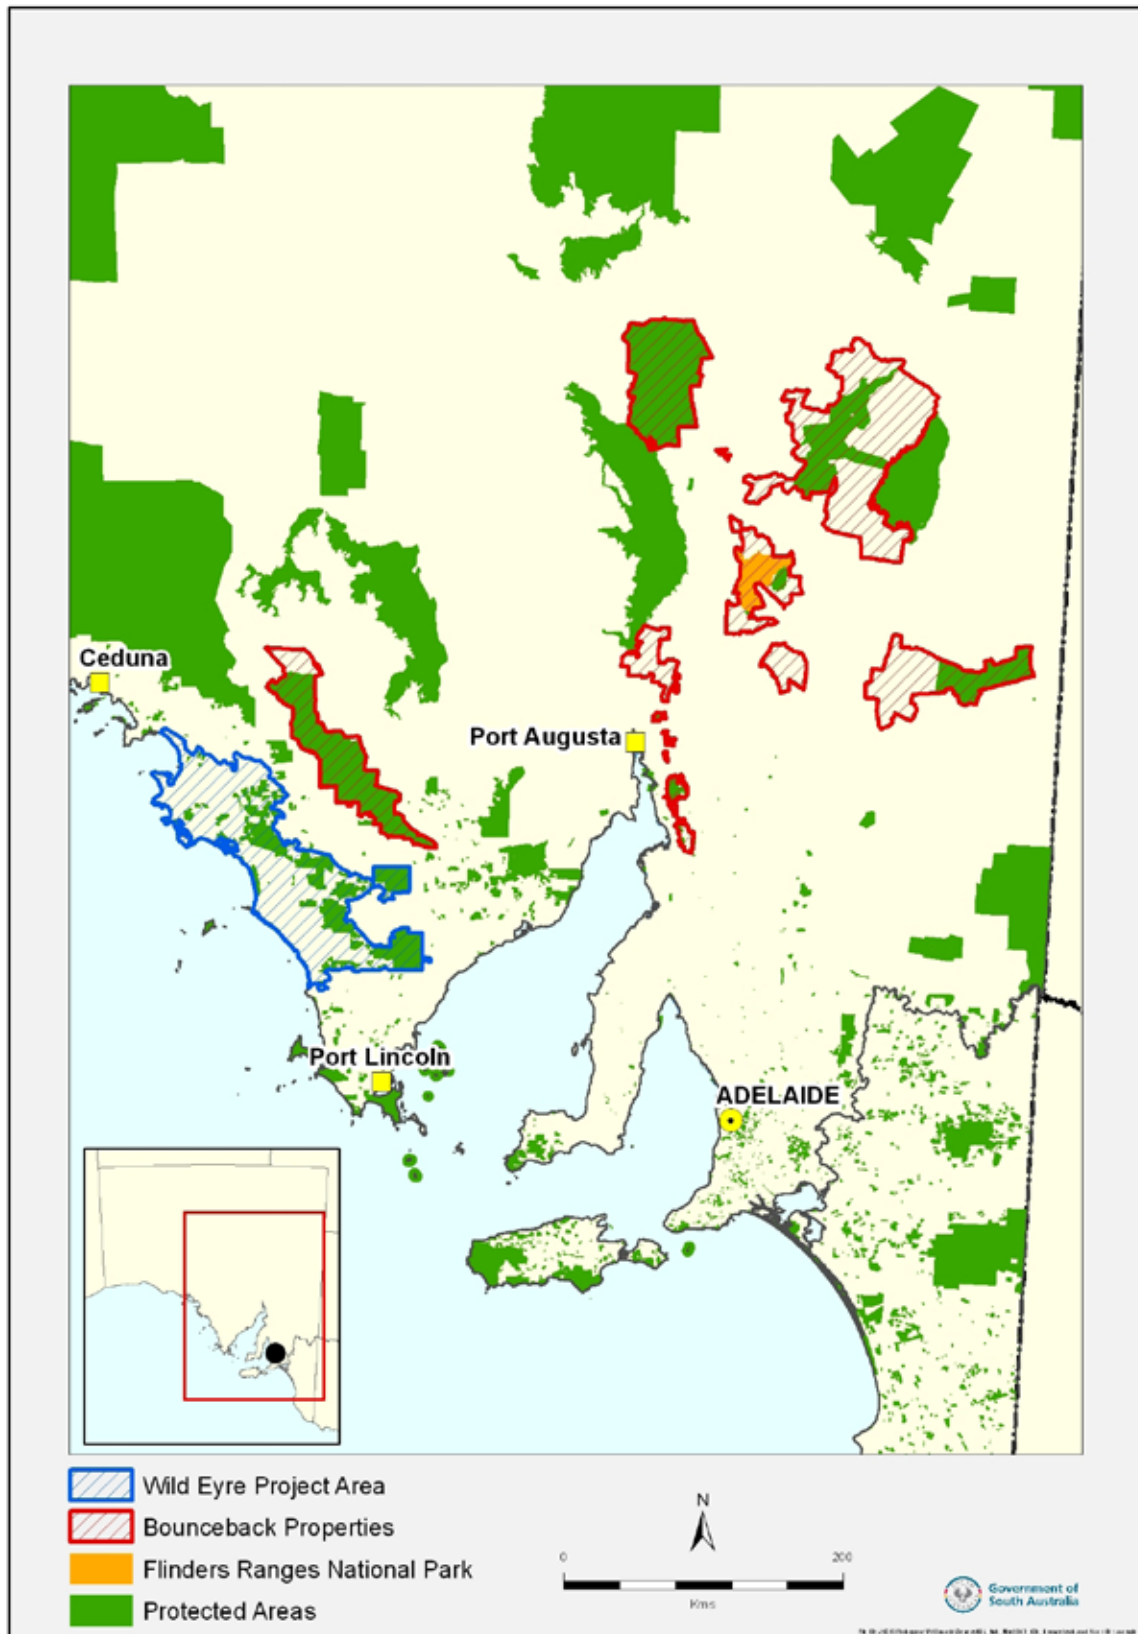 Ceduna
Port Augusta
Port Lincoln
ADELAIDE
Wild Eyre Project Area
Bounceback Properties
Flinders Ranges National Park
Protected Areas
N
0 200
Kms
Government of
South Australia